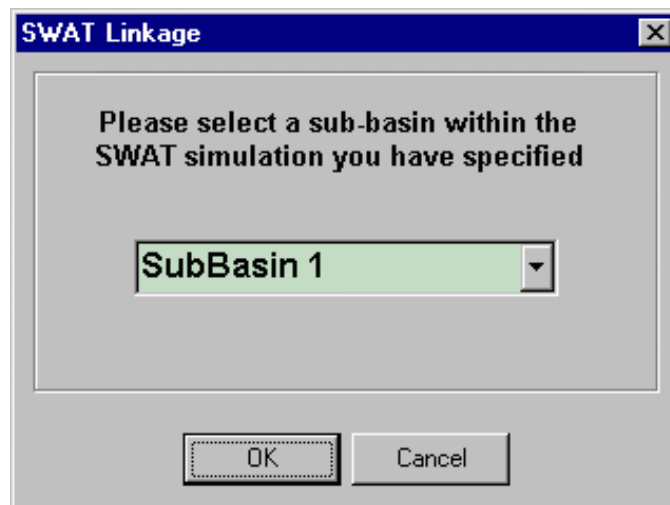 SWAT Linkage
Please select a sub-basin within the
SWAT simulation you have specified
SubBasin 1
OK
Cancel